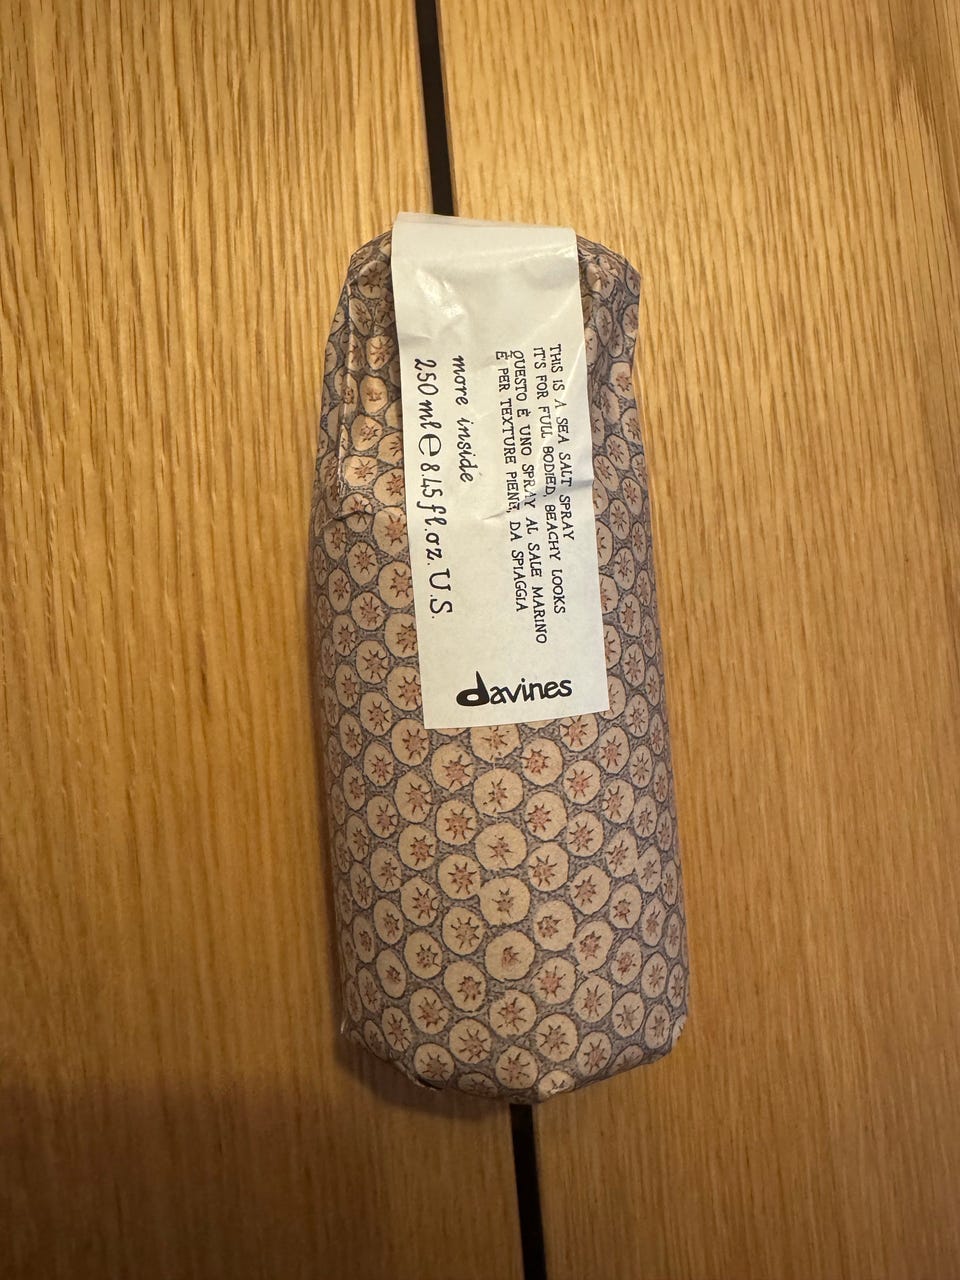 THIS IS A SEA SALT SPRAY
IT'S FOR FULL BODIED, BEACHY LOOKS
QUESTO È UNO SPRAY AL SALE MARINO
È PER TEXTURE PIENE, DA SPIAGGIA
more inside
250 ml e 8.45 fl.oz. U.S.
davines